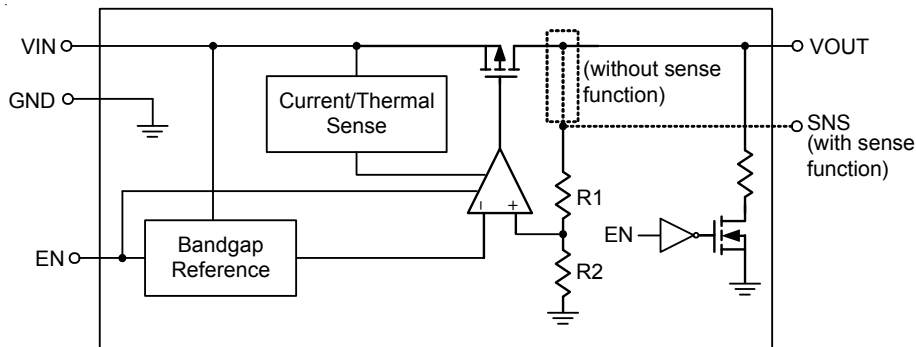 VIN
VOUT
(without sense
function)
GND
Current/Thermal
Sense
SNS
(with sense
function)
R1
− +
EN
EN
Bandgap
Reference
R2